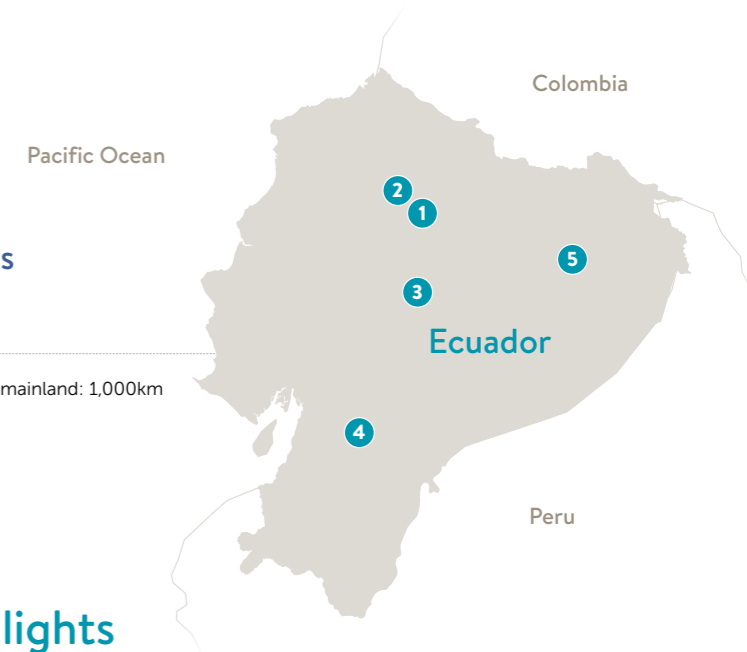 Colombia
Pacific Ocean
2
1
s
5
3
Ecuador
mainland: 1,000km
4
Peru
lights